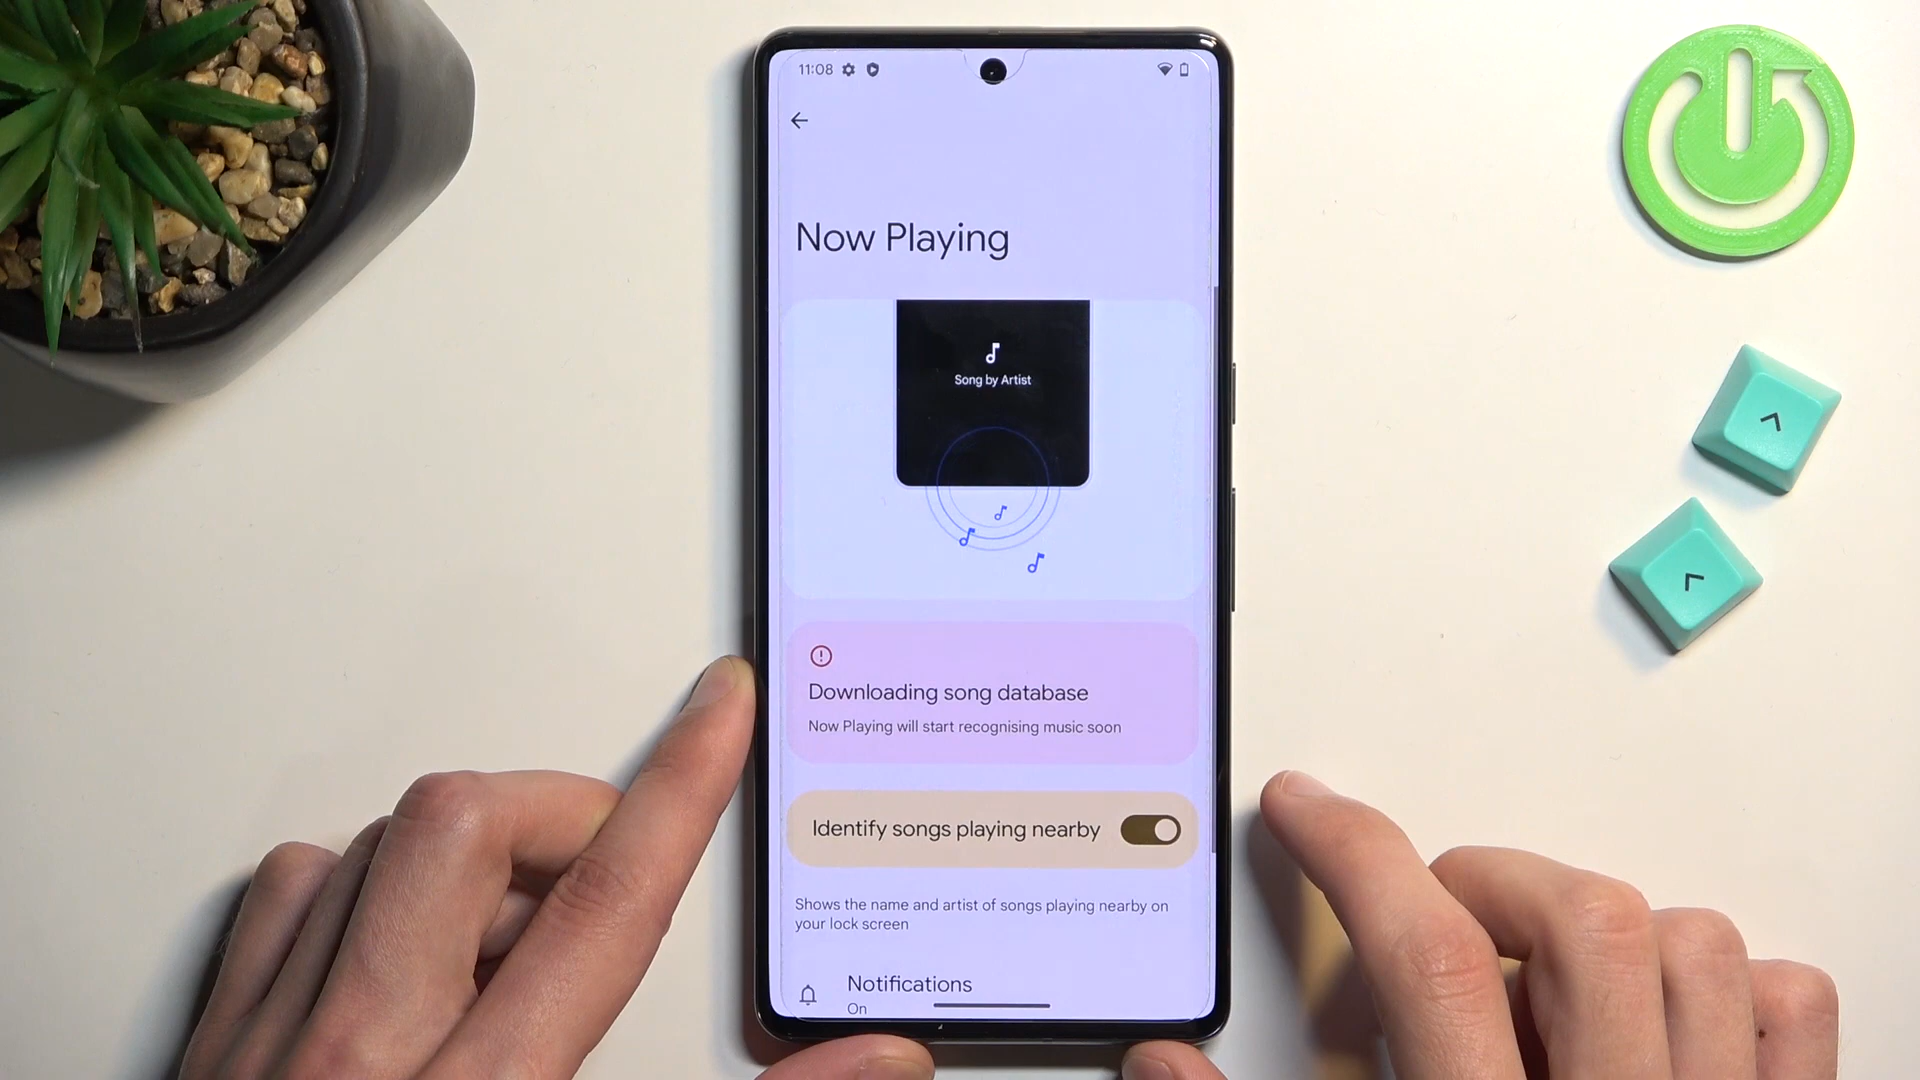 11:08
Now Playing
Song by Artist
Downloading song database
Now Playing will start recognising music soon
Identify songs playing nearby
Shows the name and artist of songs playing nearby on
your lock screen
Notifications
On